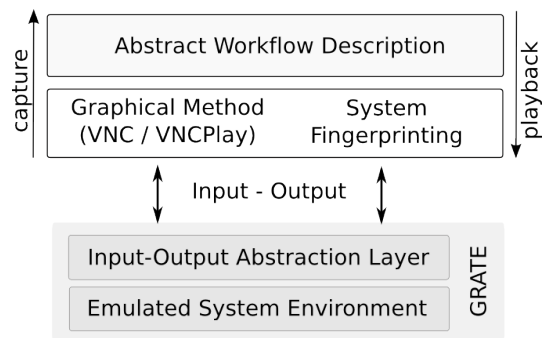 Abstract Workflow Description
capture
playback
Graphical Method
(VNC / VNCPlay)
System
Fingerprinting
Input - Output
Input-Output Abstraction Layer
Emulated System Environment
GRATE